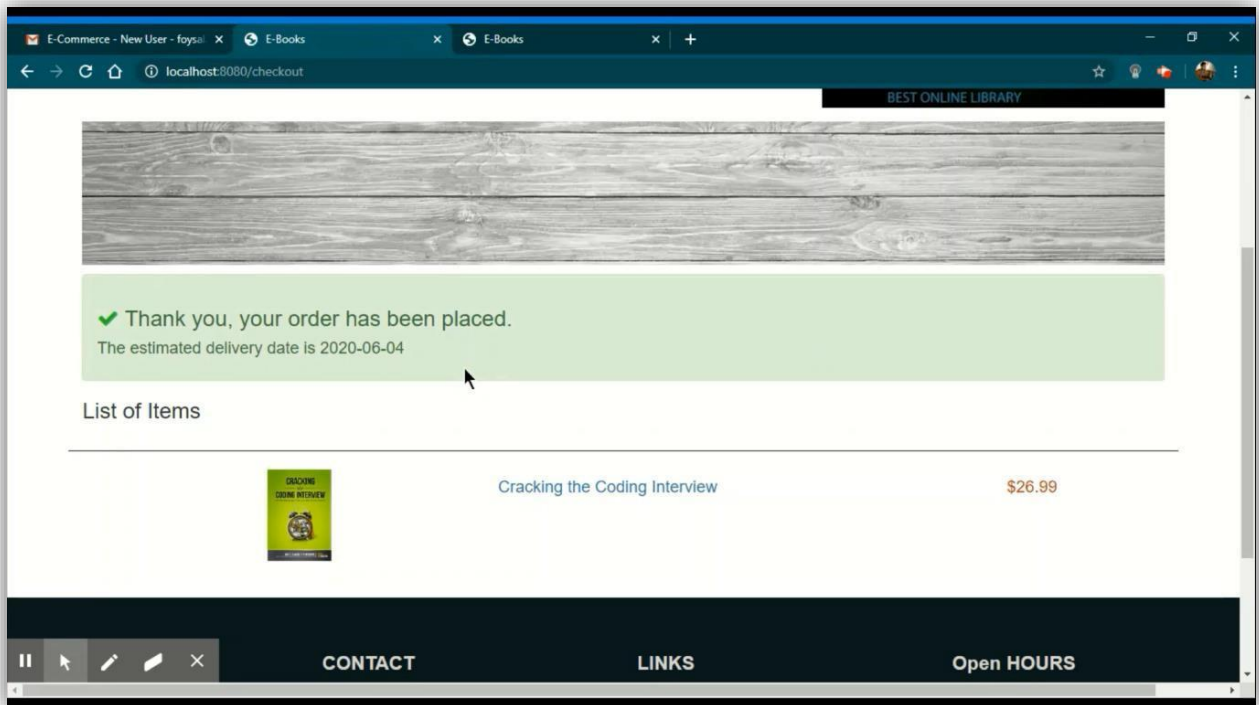 E-Commerce - New User - foysal
E-Books
E-Books
localhost:8080/checkout
BEST ONLINE LIBRARY
Thank you, your order has been placed.
The estimated delivery date is 2020-06-04
List of Items
CRACKING
CODING INTERVIEW
Cracking the Coding Interview
$26.99
CONTACT
LINKS
Open HOURS